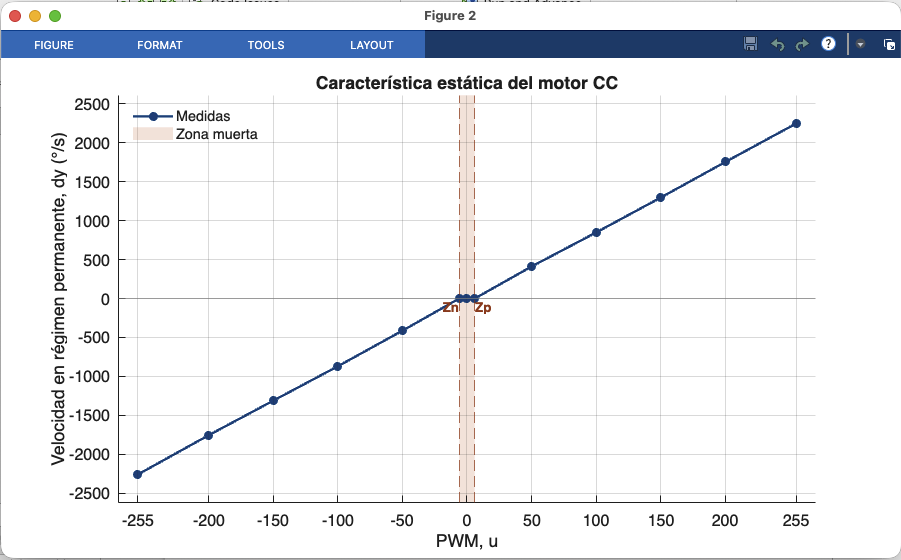 Figure 2
FIGURE FORMAT TOOLS LAYOUT
Característica estática del motor CC
Medidas
Zona muerta
Velocidad en régimen permanente, dy (°/s)
2500
2000
1500
1000
500
0
-500
-1000
-1500
-2000
-2500
Zn Zp
-255 -200 -150 -100 -50 0 50 100 150 200 255
PWM, u